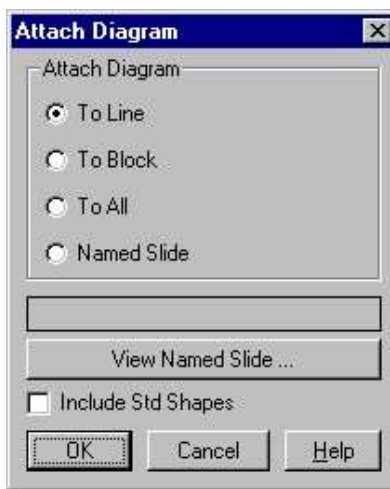 Attach Diagram
Attach Diagram
To Line
To Block
To All
Named Slide
View Named Slide ...
Include Std Shapes
OK Cancel Help